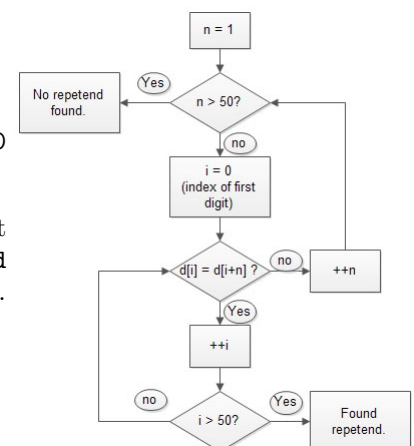 n = 1
Yes
n > 50?
No repetend
found.
no
i = 0
(index of first
digit)
d[i] = d[i+n] ?
no
++n
Yes
++i
no
i > 50?
Yes
Found
repetend.